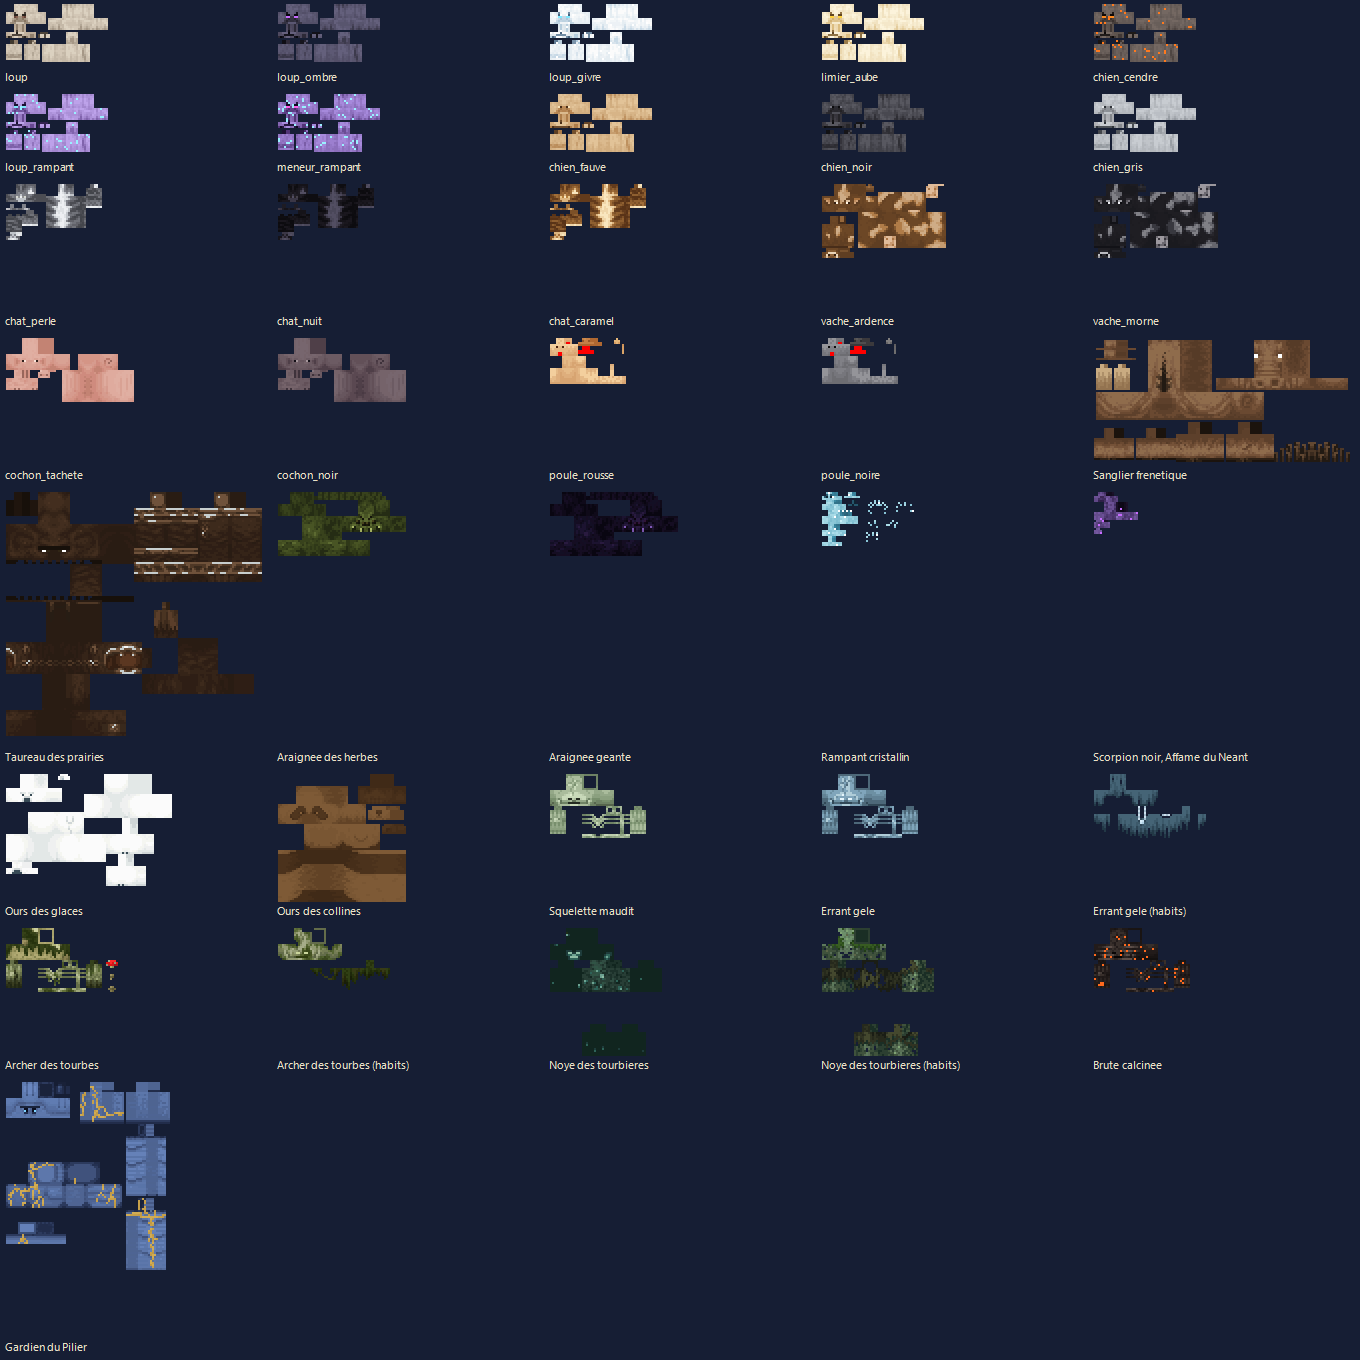 loup loup_ombre loup_givre limier_aube chien_cendre
loup_rampant meneur_rampant chien_fauve chien_noir chien_gris
chat_perle chat_nuit chat_caramel vache_ardence vache_morne
cochon_tachete cochon_noir poule_rousse poule_noire Sanglier frenetique
Taureau des prairies Araignee des herbes Araignee geante Rampant cristallin Scorpion noir, Affame du Neant
Ours des glaces Ours des collines Squelette maudit Errant gele Errant gele (habits)
Archer des tourbes Archer des tourbes (habits) Noye des tourbieres Noye des tourbieres (habits) Brute calcinee
Gardien du Pilier